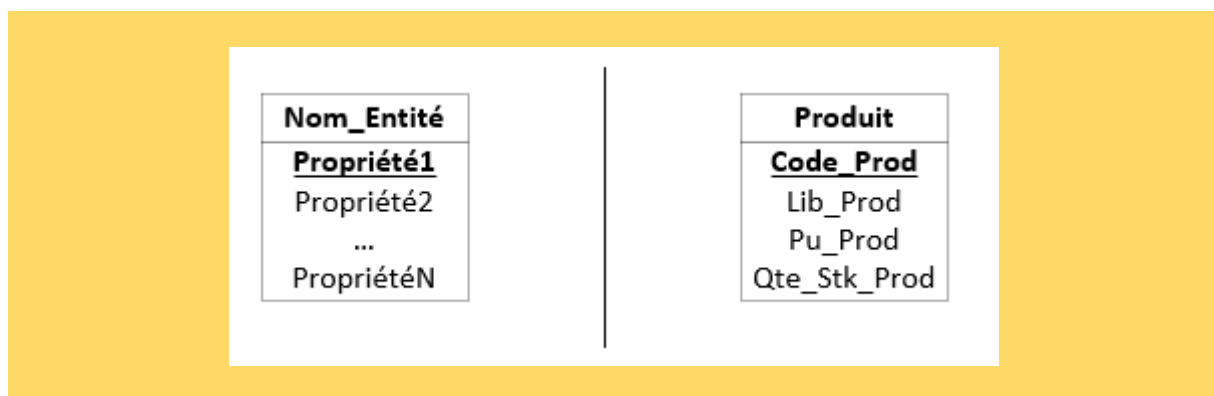 Nom_Entité
Propriété1
Propriété2
...
PropriétéN
Produit
Code_Prod
Lib_Prod
Pu_Prod
Qte_Stk_Prod